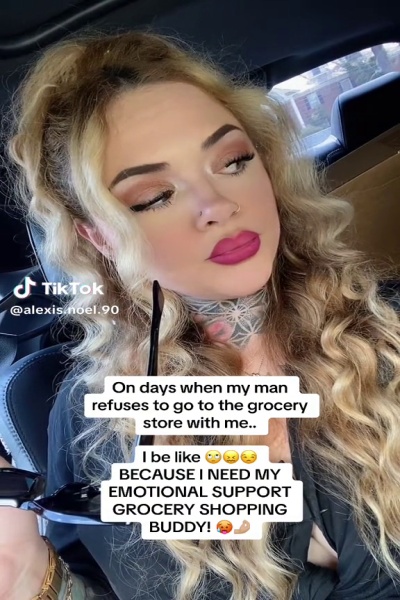 TikTok
@alexis.noel.90
On days when my man
refuses to go to the grocery
store with me..
I be like 🙄😖😏
BECAUSE I NEED MY
EMOTIONAL SUPPORT
GROCERY SHOPPING
BUDDY! 🥵🤌🏼